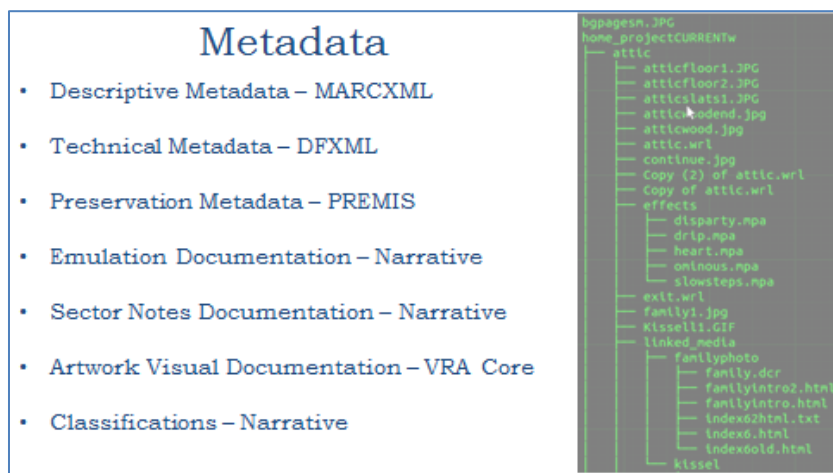 Metadata
• Descriptive Metadata – MARCXML
• Technical Metadata – DFXML
• Preservation Metadata – PREMIS
• Emulation Documentation – Narrative
• Sector Notes Documentation – Narrative
• Artwork Visual Documentation – VRA Core
• Classifications – Narrative
bgpagesm.JPG
home_projectCURRENTw
attic
atticfloor1.JPG
atticfloor2.JPG
atticslats1.JPG
atticwoodend.jpg
atticwood.jpg
attic.wrl
continue.jpg
Copy (2) of attic.wrl
Copy of attic.wrl
effects
disparty.mpa
drip.mpa
heart.mpa
ominous.mpa
slowsteps.mpa
exit.wrl
family1.jpg
Kissell1.GIF
linked_media
familyphoto
family.dcr
familyintro2.html
familyintro.html
index62html.txt
index6.html
index6old.html
kissel